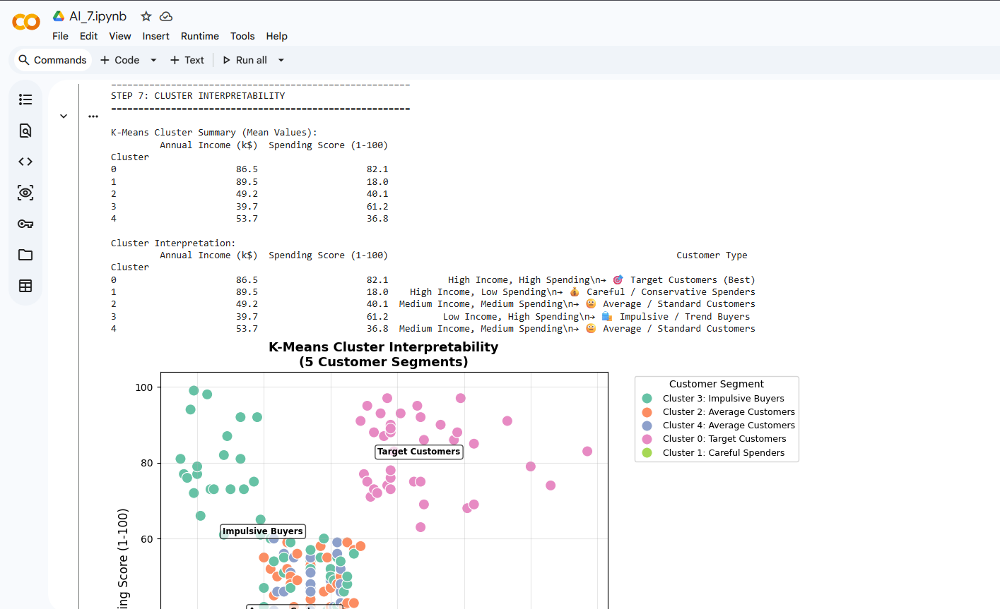 AI_7.ipynb
File Edit View Insert Runtime Tools Help
Commands + Code + Text Run all
STEP 7: CLUSTER INTERPRETABILITY
=======================================================
K-Means Cluster Summary (Mean Values):
Annual Income (k$) Spending Score (1-100)
Cluster
0 86.5 82.1
1 89.5 18.0
2 49.2 40.1
3 39.7 61.2
4 53.7 36.8
Cluster Interpretation:
Annual Income (k$) Spending Score (1-100) Customer Type
Cluster
0 86.5 82.1 High Income, High Spending\n→ 🎯 Target Customers (Best)
1 89.5 18.0 High Income, Low Spending\n→ 💰 Careful / Conservative Spenders
2 49.2 40.1 Medium Income, Medium Spending\n→ 😐 Average / Standard Customers
3 39.7 61.2 Low Income, High Spending\n→ 🛍️ Impulsive / Trend Buyers
4 53.7 36.8 Medium Income, Medium Spending\n→ 😐 Average / Standard Customers
K-Means Cluster Interpretability
(5 Customer Segments)
100
80
60
ing Score (1-100)
Target Customers
Impulsive Buyers
Customer Segment
Cluster 3: Impulsive Buyers
Cluster 2: Average Customers
Cluster 4: Average Customers
Cluster 0: Target Customers
Cluster 1: Careful Spenders